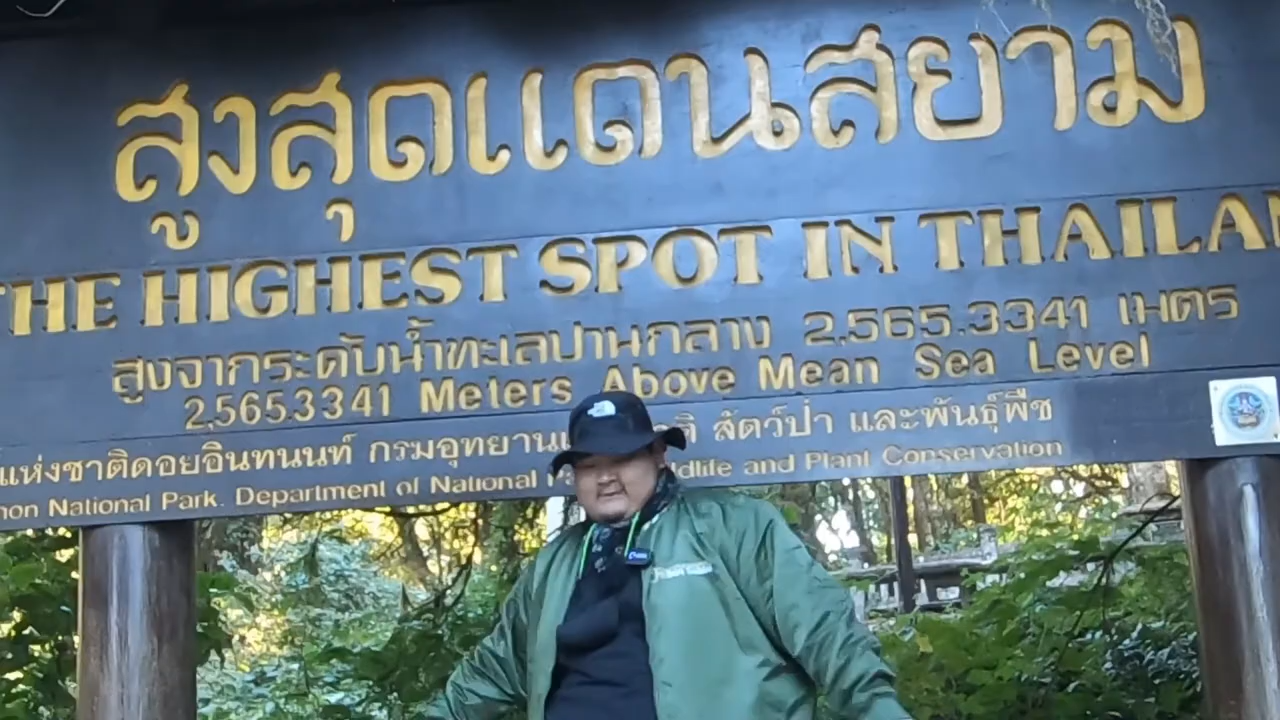 สูงสุดแดนสยาม
THE HIGHEST SPOT IN THAILAN
สูงจากระดับน้ำทะเลปานกลาง 2,565.3341 เมตร
2,565.3341 Meters Above Mean Sea Level
แห่งชาติดอยอินทนนท์ กรมอุทยาน สัตว์ป่า และพันธุ์พืช
non National Park. Department of National and Plant Conservation